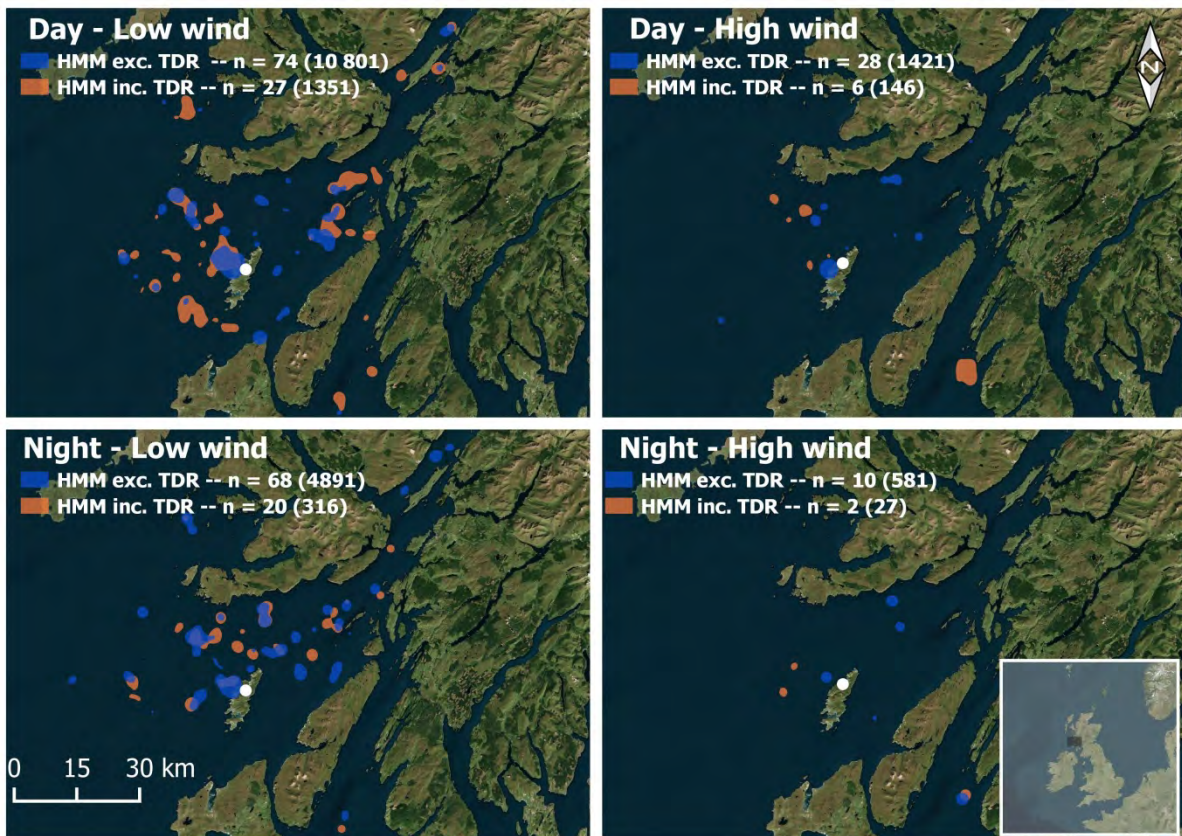 Day - Low wind
HMM exc. TDR -- n = 74 (10 801)
HMM inc. TDR -- n = 27 (1351)
Day - High wind
HMM exc. TDR -- n = 28 (1421)
HMM inc. TDR -- n = 6 (146)
N
Night - Low wind
HMM exc. TDR -- n = 68 (4891)
HMM inc. TDR -- n = 20 (316)
0 15 30 km
Night - High wind
HMM exc. TDR -- n = 10 (581)
HMM inc. TDR -- n = 2 (27)